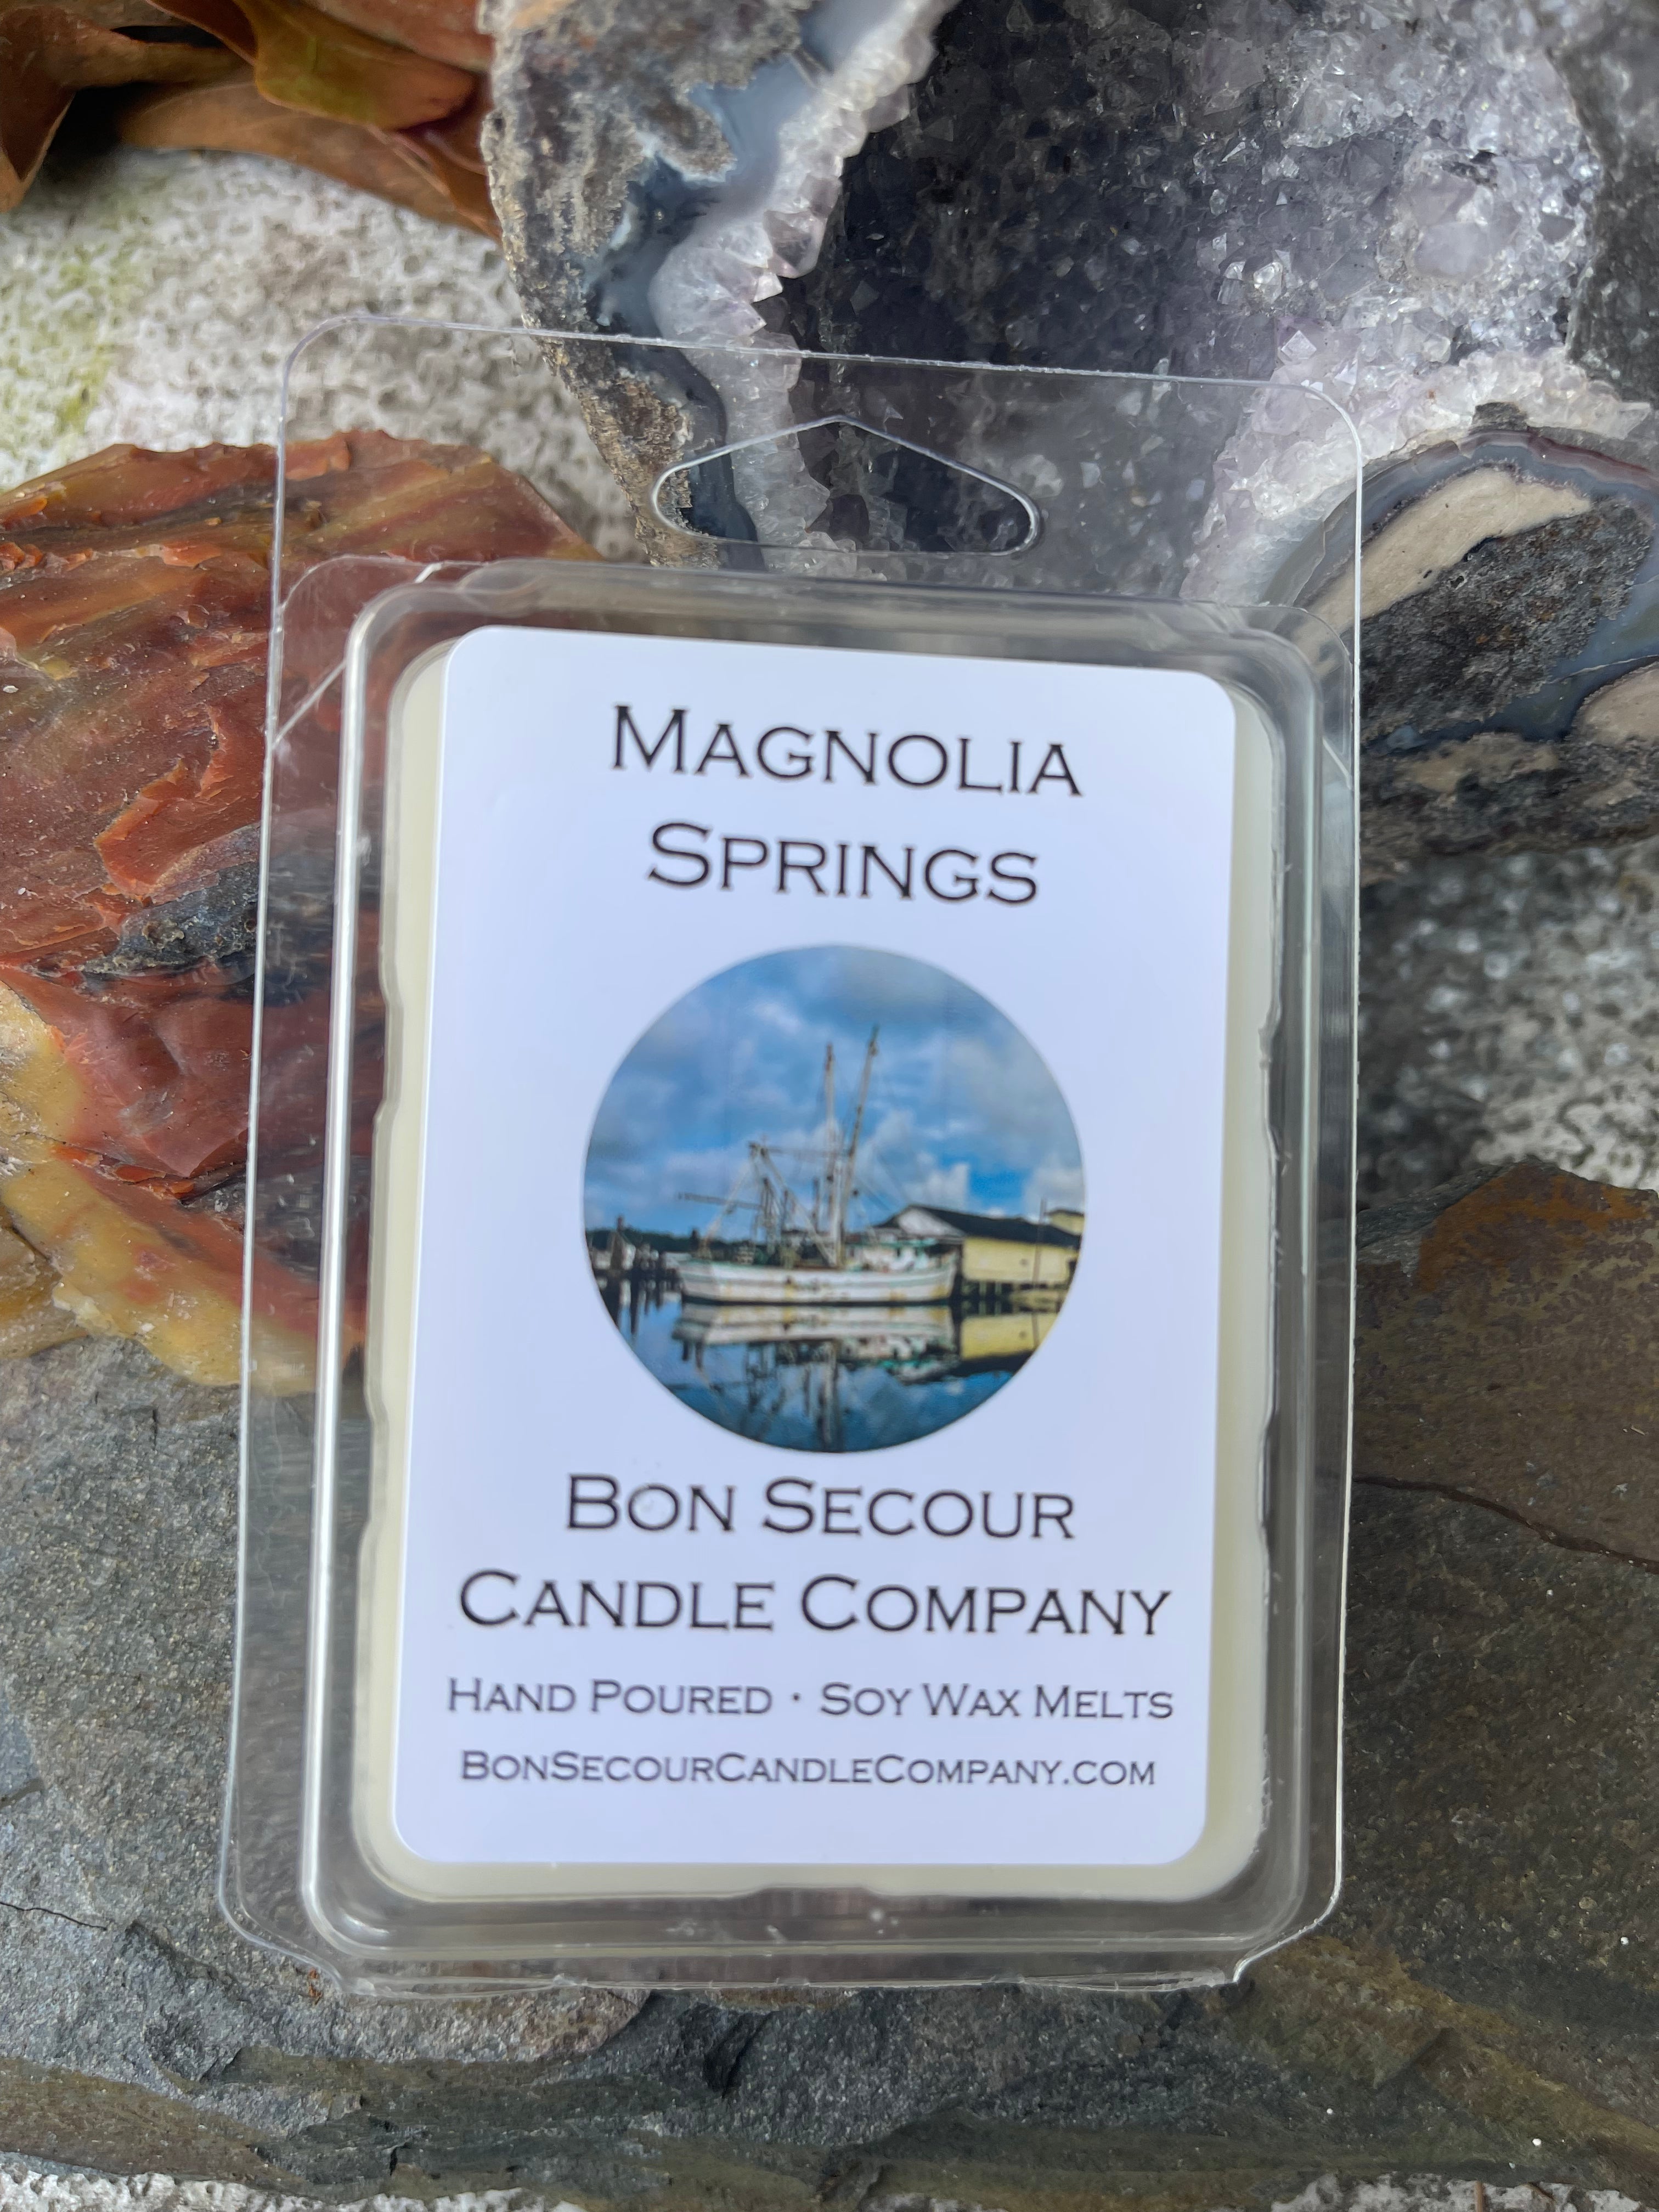 Magnolia
Springs
Bon Secour
Candle Company
Hand Poured · Soy Wax Melts
BonSecourCandleCompany.com